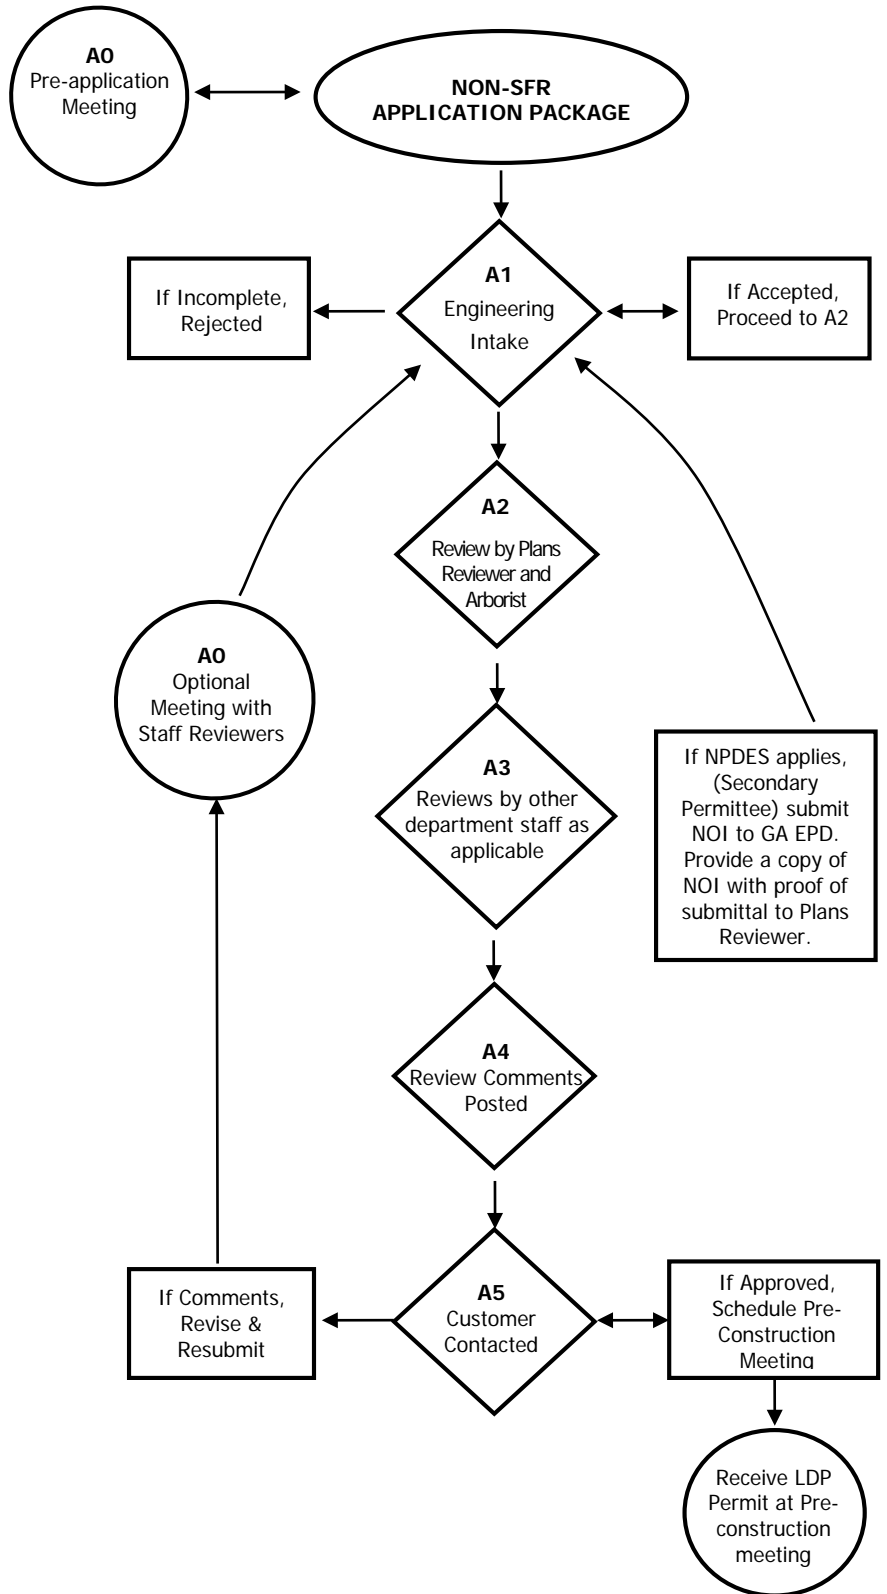 A0
Pre-application
Meeting
NON-SFR
APPLICATION PACKAGE
A1
Engineering
Intake
If Incomplete,
Rejected
If Accepted,
Proceed to A2
A2
Review by Plans
Reviewer and
Arborist
A0
Optional
Meeting with
Staff Reviewers
A3
Reviews by other
department staff as
applicable
If NPDES applies,
(Secondary
Permittee) submit
NOI to GA EPD.
Provide a copy of
NOI with proof of
submittal to Plans
Reviewer.
A4
Review Comments
Posted
If Comments,
Revise &
Resubmit
A5
Customer
Contacted
If Approved,
Schedule Pre-
Construction
Meeting
Receive LDP
Permit at Pre-
construction
meeting